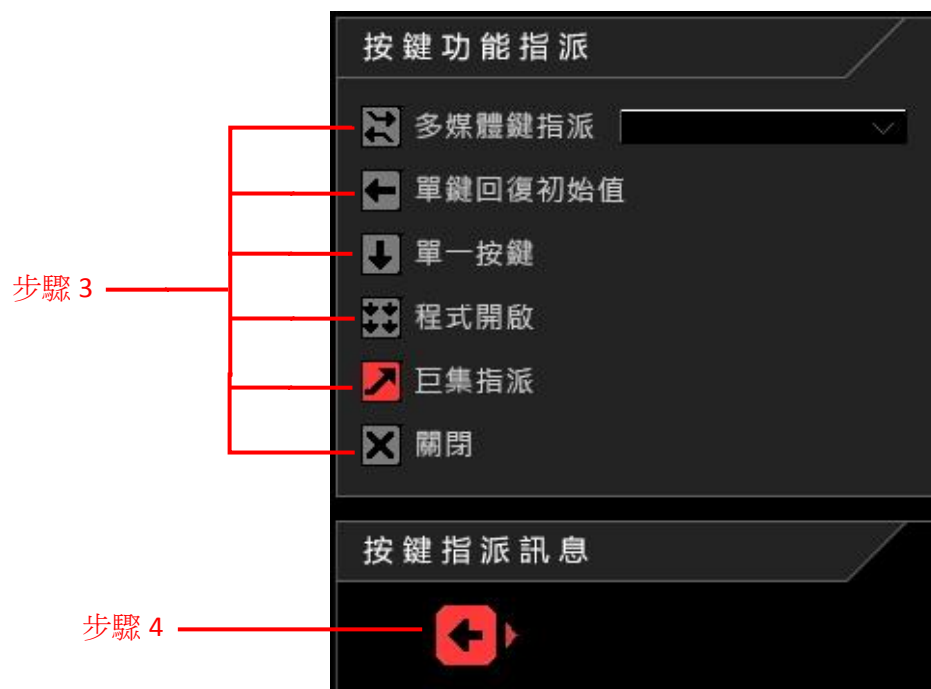 按鍵功能指派
多媒體鍵指派
單鍵回復初始值
單一按鍵
程式開啟
巨集指派
關閉
步驟 3
按鍵指派訊息
步驟 4